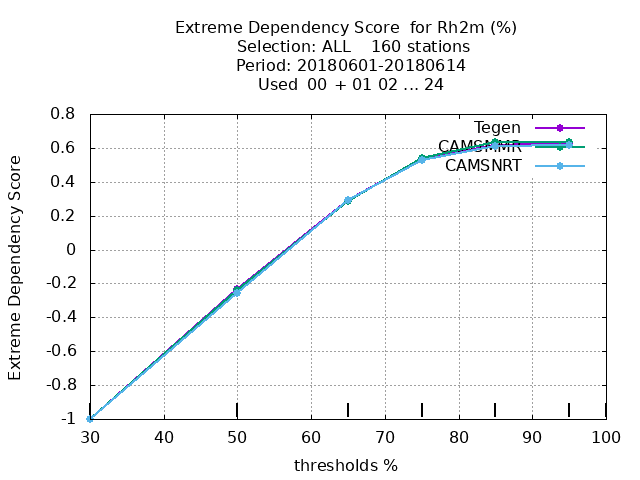 Extreme Dependency Score for Rh2m (%)
Selection: ALL 160 stations
Period: 20180601-20180614
Used 00 + 01 02 ... 24
Extreme Dependency Score
0.8
0.6
0.4
0.2
0
-0.2
-0.4
-0.6
-0.8
-1
Tegen
CAMSMMR
CAMSNRT
30 40 50 60 70 80 90 100
thresholds %